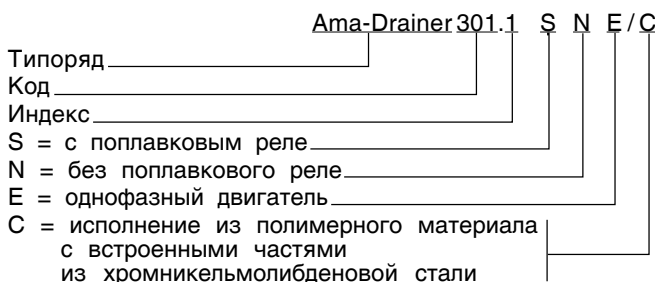 Ama-Drainer 301.1 S N E/C
Типоряд
Код
Индекс
S = с поплавковым реле
N = без поплавкового реле
E = однофазный двигатель
C = исполнение из полимерного материала
с встроенными частями
из хромникельмолибденовой стали